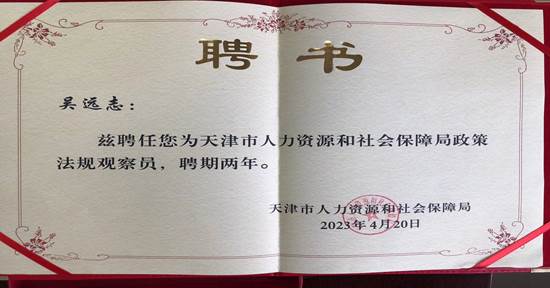 聘书
吴远志：
兹聘任您为天津市人力资源和社会保障局政策
法规观察员，聘期两年。
天津市人力资源和社会保障局
2023年4月20日